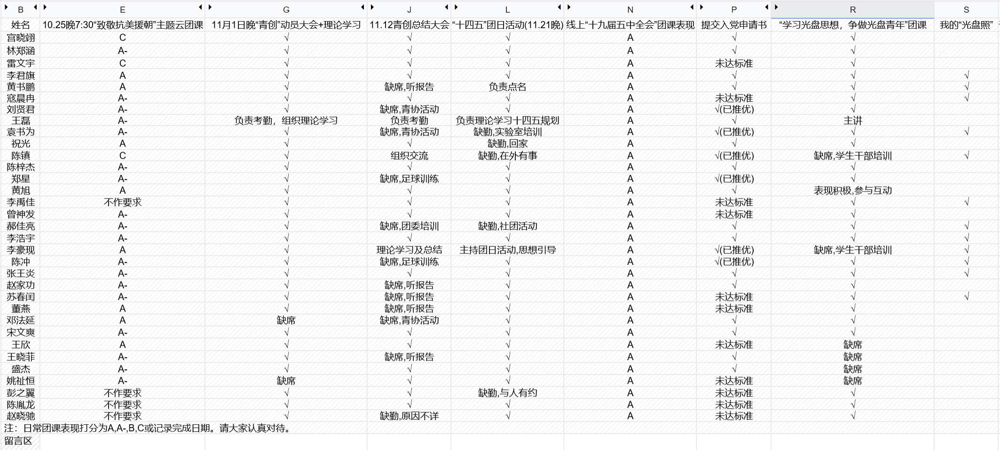 B E G J L N P R S
姓名 10.25晚7:30“致敬抗美援朝”主题云团课 11月1日晚“青创”动员大会+理论学习 11.12青创总结大会 “十四五”团日活动(11.21晚) 线上“十九届五中全会”团课表现 提交入党申请书 “学习光盘思想，争做光盘青年”团课 我的“光盘照”
宫晓翊 C √ √ √ A √ √
林郑涵 A- √ √ √ A √ √
雷文宇 C √ √ √ A 未达标准 √
李君旗 A √ √ √ A √ √ √
黄书鹏 A √ 缺席,听报告 负责点名 A √ √ √
寇晨冉 A- √ √ √ A 未达标准 √ √
刘贤君 A- √ 缺席,青协活动 √ A √(已推优) √
王磊 A- 负责考勤，组织理论学习 负责考勤 负责理论学习十四五规划 A √ 主讲
袁书为 A- √ 缺席,青协活动 缺勤,实验室培训 A √(已推优) √ √
祝光 A √ √ 缺勤,回家 A √ √
陈镇 C √ 组织交流 缺勤,在外有事 A √(已推优) 缺席,学生干部培训 √
陈梓杰 A- √ √ √ A √ √
郑星 A- √ 缺席,足球训练 √ A √(已推优) √
黄旭 A √ √ √ A √ 表现积极,参与互动
李禹佳 不作要求 √ √ √ A 未达标准 √ √
曾神发 A- √ √ √ A 未达标准 √
郝佳亮 A- √ 缺席,团委培训 缺勤,社团活动 A √ √ √
李浩宇 A- √ √ √ A √ √ √
李豪现 A √ 理论学习及总结 主持团日活动,思想引导 A √(已推优) 缺席,学生干部培训 √
陈冲 A- √ 缺席,足球训练 √ A √(已推优) √ √
张王炎 A- √ √ √ A √ √ √
赵家功 A- √ 缺席,听报告 √ A √ √
苏春闰 A- √ 缺席,听报告 √ A 未达标准 √ √
董燕 A √ 缺席,听报告 √ A 未达标准 √
邓法延 A 缺席 缺席,青协活动 √ A √ √
宋文爽 A- √ √ √ A √ √
王欣 A √ √ √ A 未达标准 缺席
王晓菲 A- √ 缺席,听报告 √ A √ 缺席
盛杰 A- √ √ √ A √ 缺席
姚祉恒 A- 缺席 √ √ A 未达标准 缺席
彭之翼 不作要求 √ √ 缺勤,与人有约 A 未达标准 √
陈胤龙 不作要求 √ √ √ A 未达标准 √
赵晓驰 不作要求 √ 缺勤,原因不详 √ A 未达标准 √
注：日常团课表现打分为A,A-,B,C或记录完成日期。请大家认真对待。
留言区